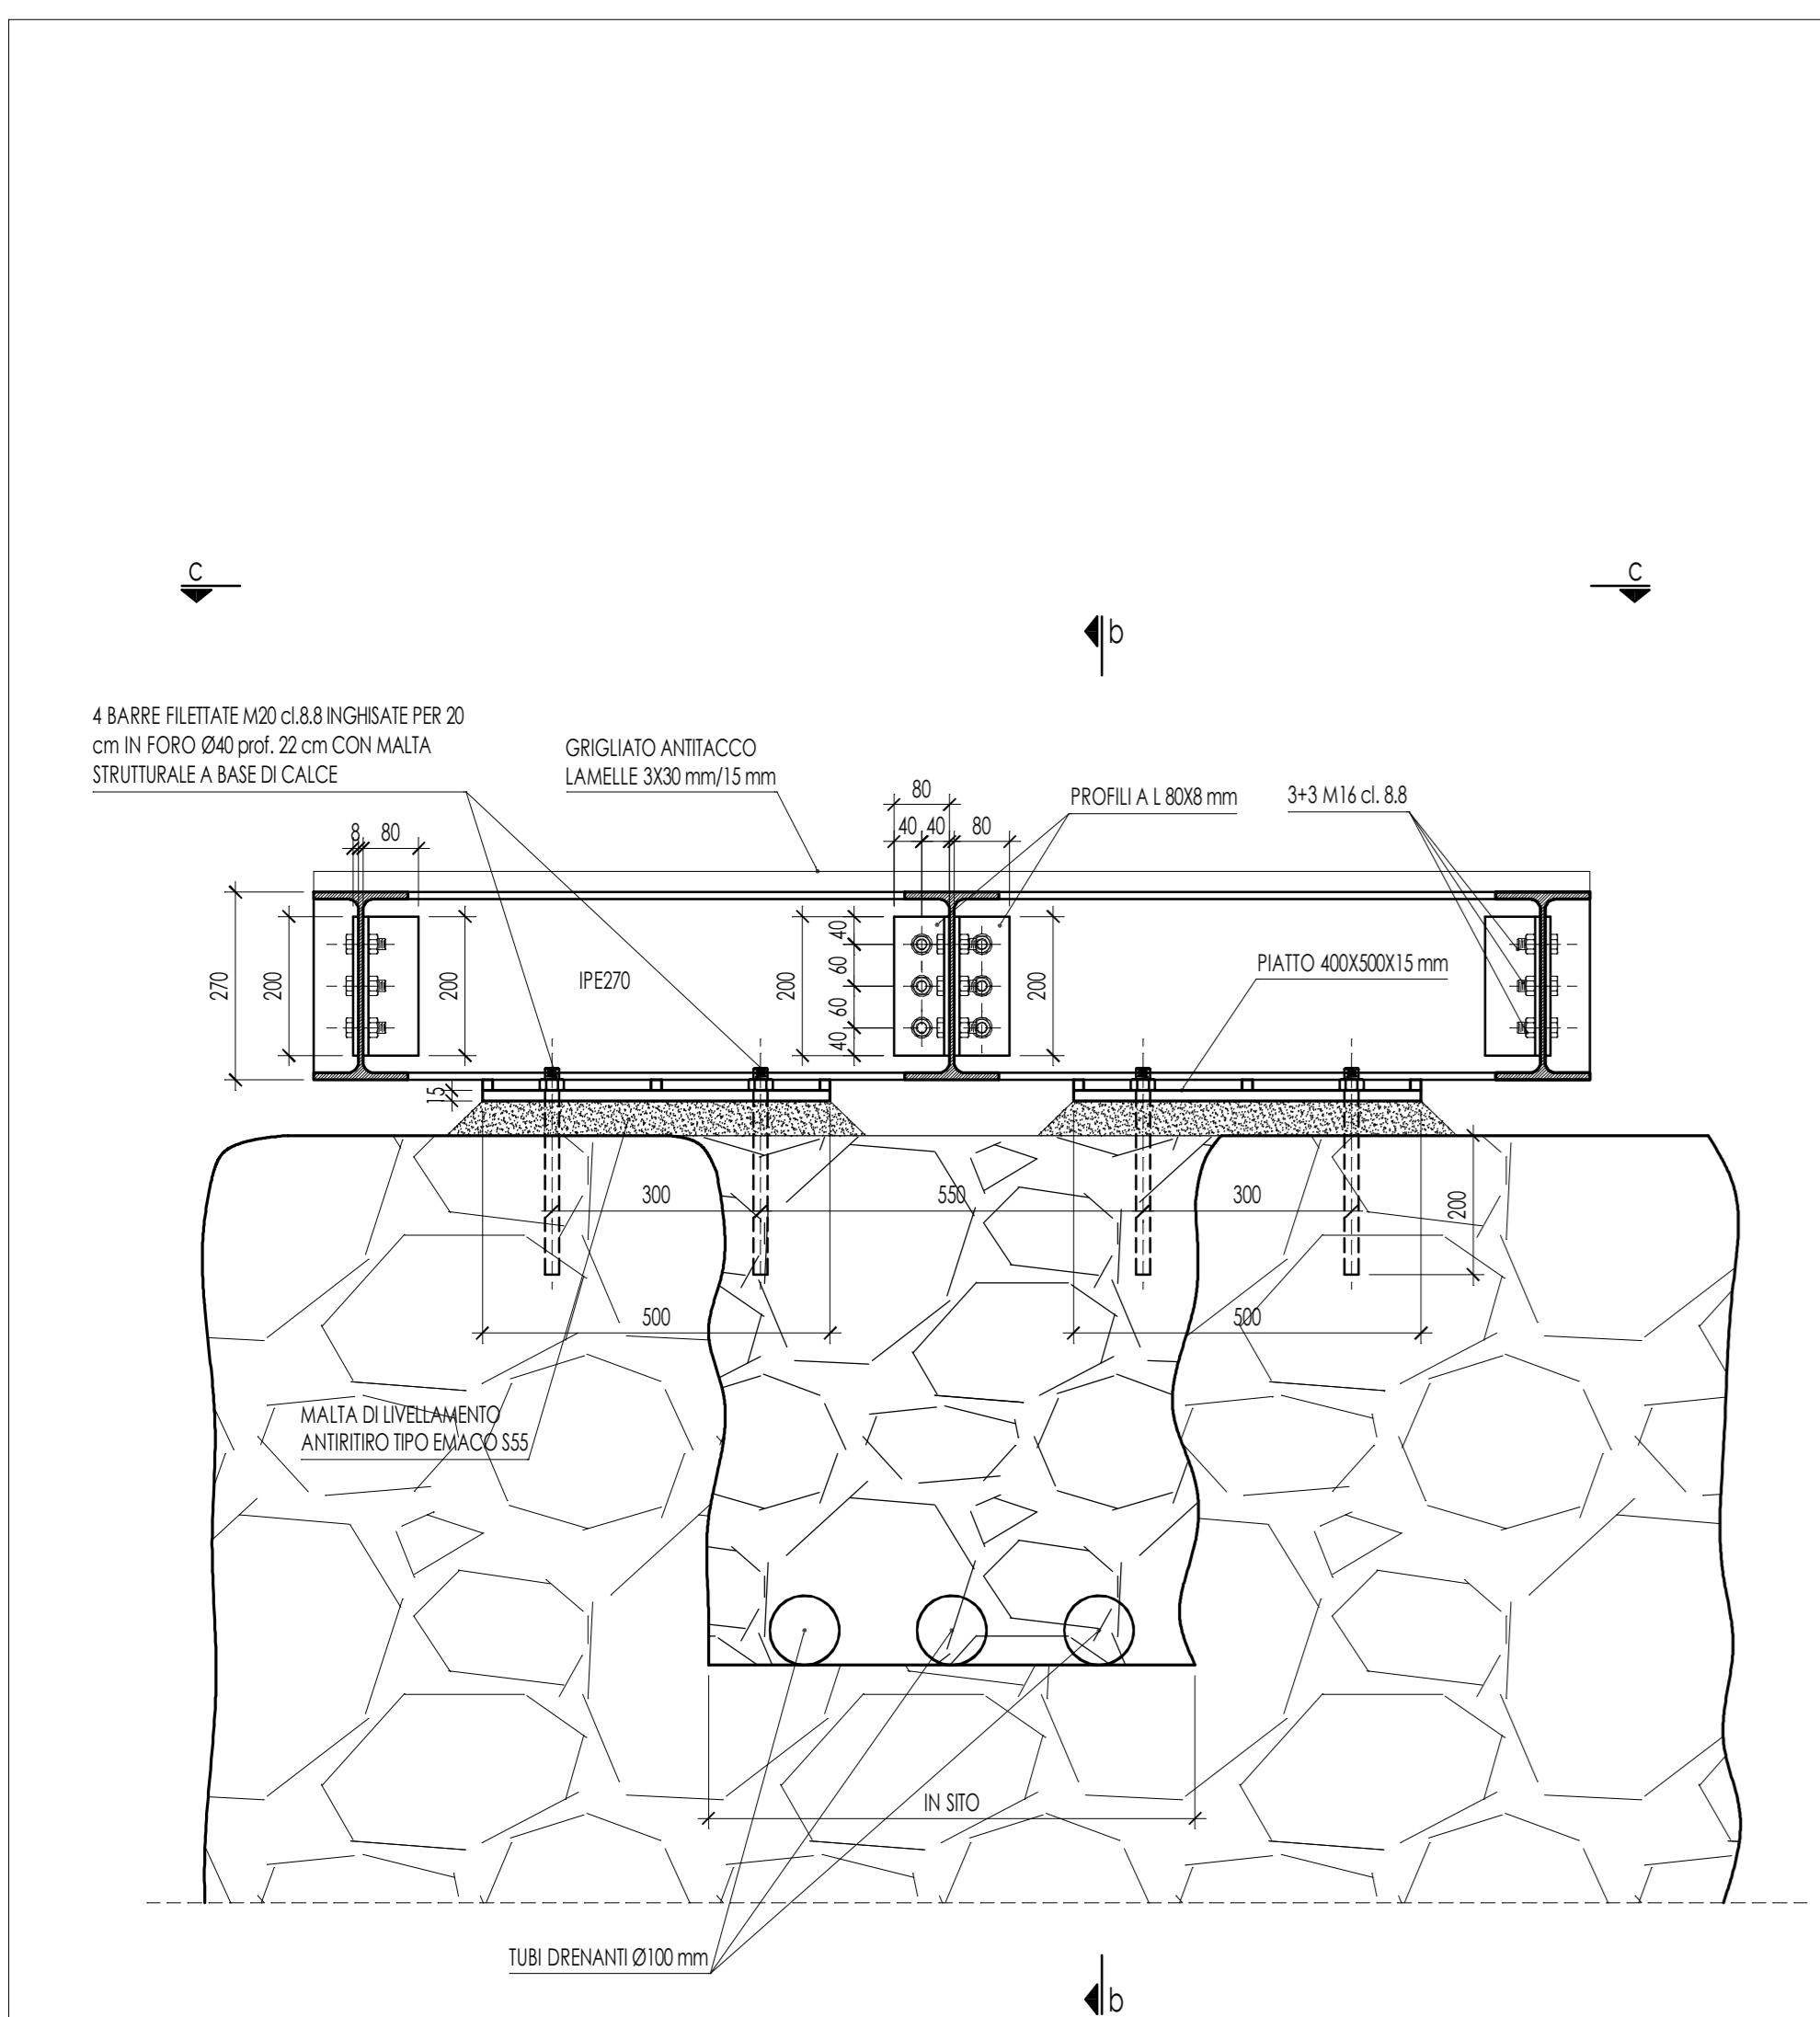 C
C
b
4 BARRE FILETTATE M20 cl.8.8 INGHISATE PER 20
cm IN FORO Ø40 prof. 22 cm CON MALTA
STRUTTURALE A BASE DI CALCE
GRIGLIATO ANTITACCO
LAMELLE 3X30 mm/15 mm
80
PROFILI A L 80X8 mm
3+3 M16 cl. 8.8
8
80
40
40
80
270
200
200
IPE270
200
40
60
60
40
200
PIATTO 400X500X15 mm
15
300
550
300
200
500
500
MALTA DI LIVELLAMENTO
ANTIRITIRO TIPO EMACO S55
IN SITO
TUBI DRENANTI Ø100 mm
b